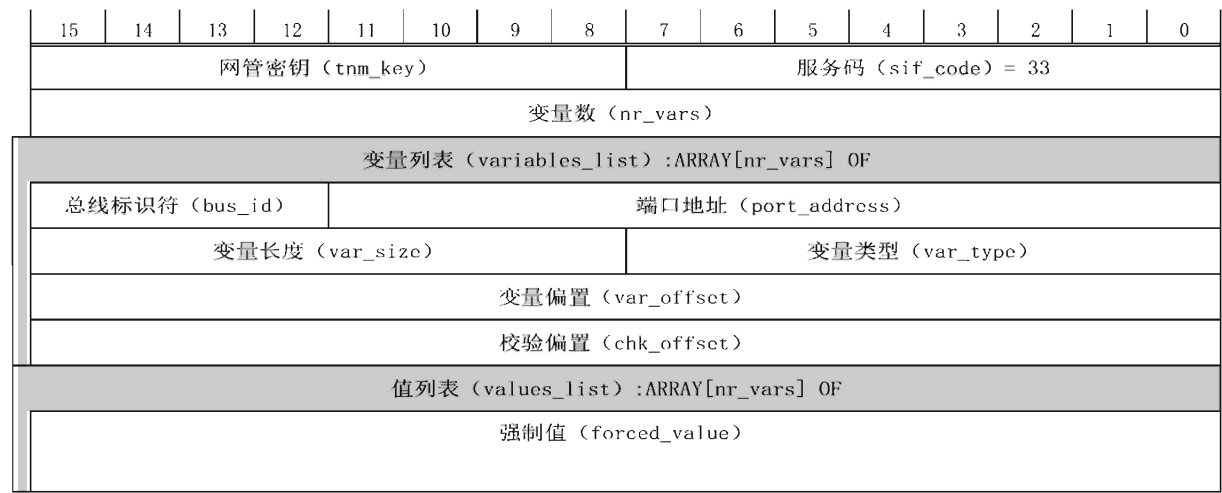 15 14 13 12 11 10 9 8 7 6 5 4 3 2 1 0
网管密钥（tnm_key） 服务码（sif_code）= 33
变量数（nr_vars）
变量列表（variables_list）:ARRAY[nr_vars] OF
总线标识符（bus_id） 端口地址（port_address）
变量长度（var_size） 变量类型（var_type）
变量偏置（var_offset）
校验偏置（chk_offset）
值列表（values_list）:ARRAY[nr_vars] OF
强制值（forced_value）